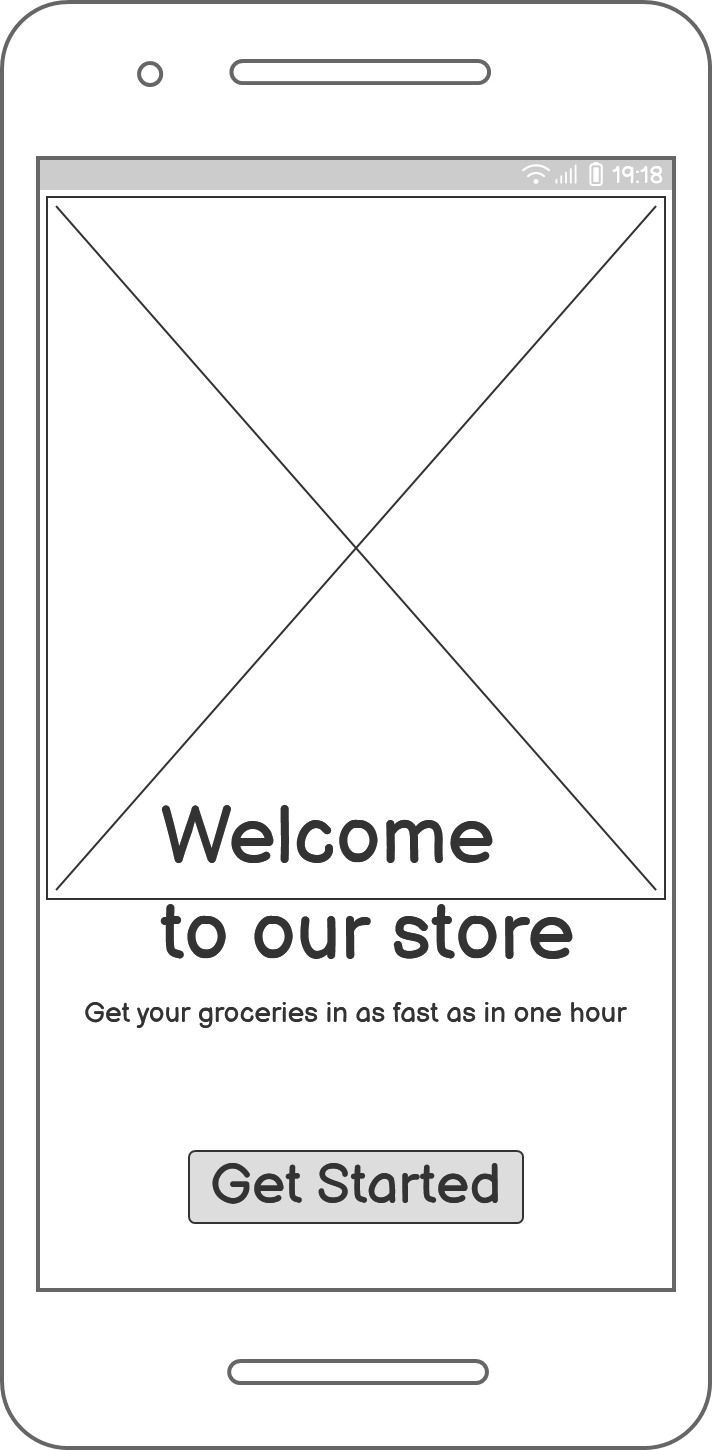 19:18
Welcome
to our store
Get your groceries in as fast as in one hour
Get Started